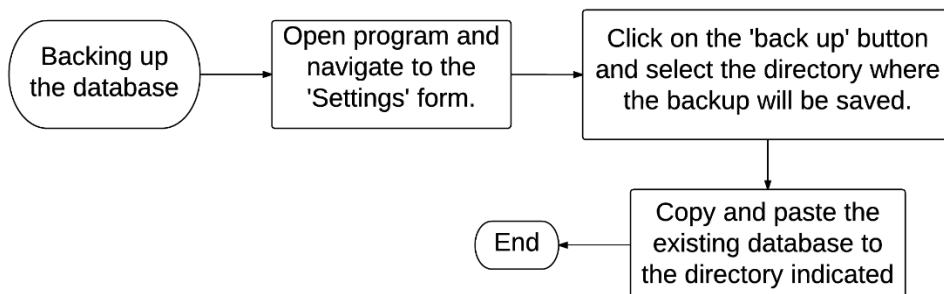 Backing up
the database
Open program and
navigate to the
'Settings' form.
Click on the 'back up' button
and select the directory where
the backup will be saved.
Copy and paste the
existing database to
the directory indicated
End